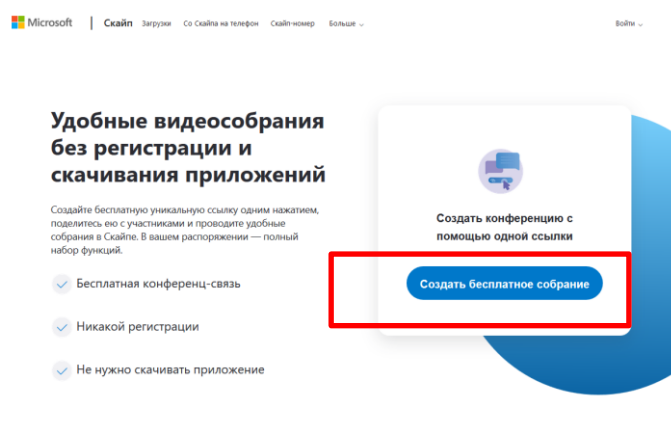 Microsoft | Скайп Загрузки Со Скайпа на телефон Скайп-номер Больше Войти
Удобные видеособрания
без регистрации и
скачивания приложений
Создайте бесплатную уникальную ссылку одним нажатием,
поделитесь ею с участниками и проводите удобные
собрания в Скайпе. В вашем распоряжении — полный
набор функций.
Бесплатная конференц-связь
Никакой регистрации
Не нужно скачивать приложение
Создать конференцию с
помощью одной ссылки
Создать бесплатное собрание